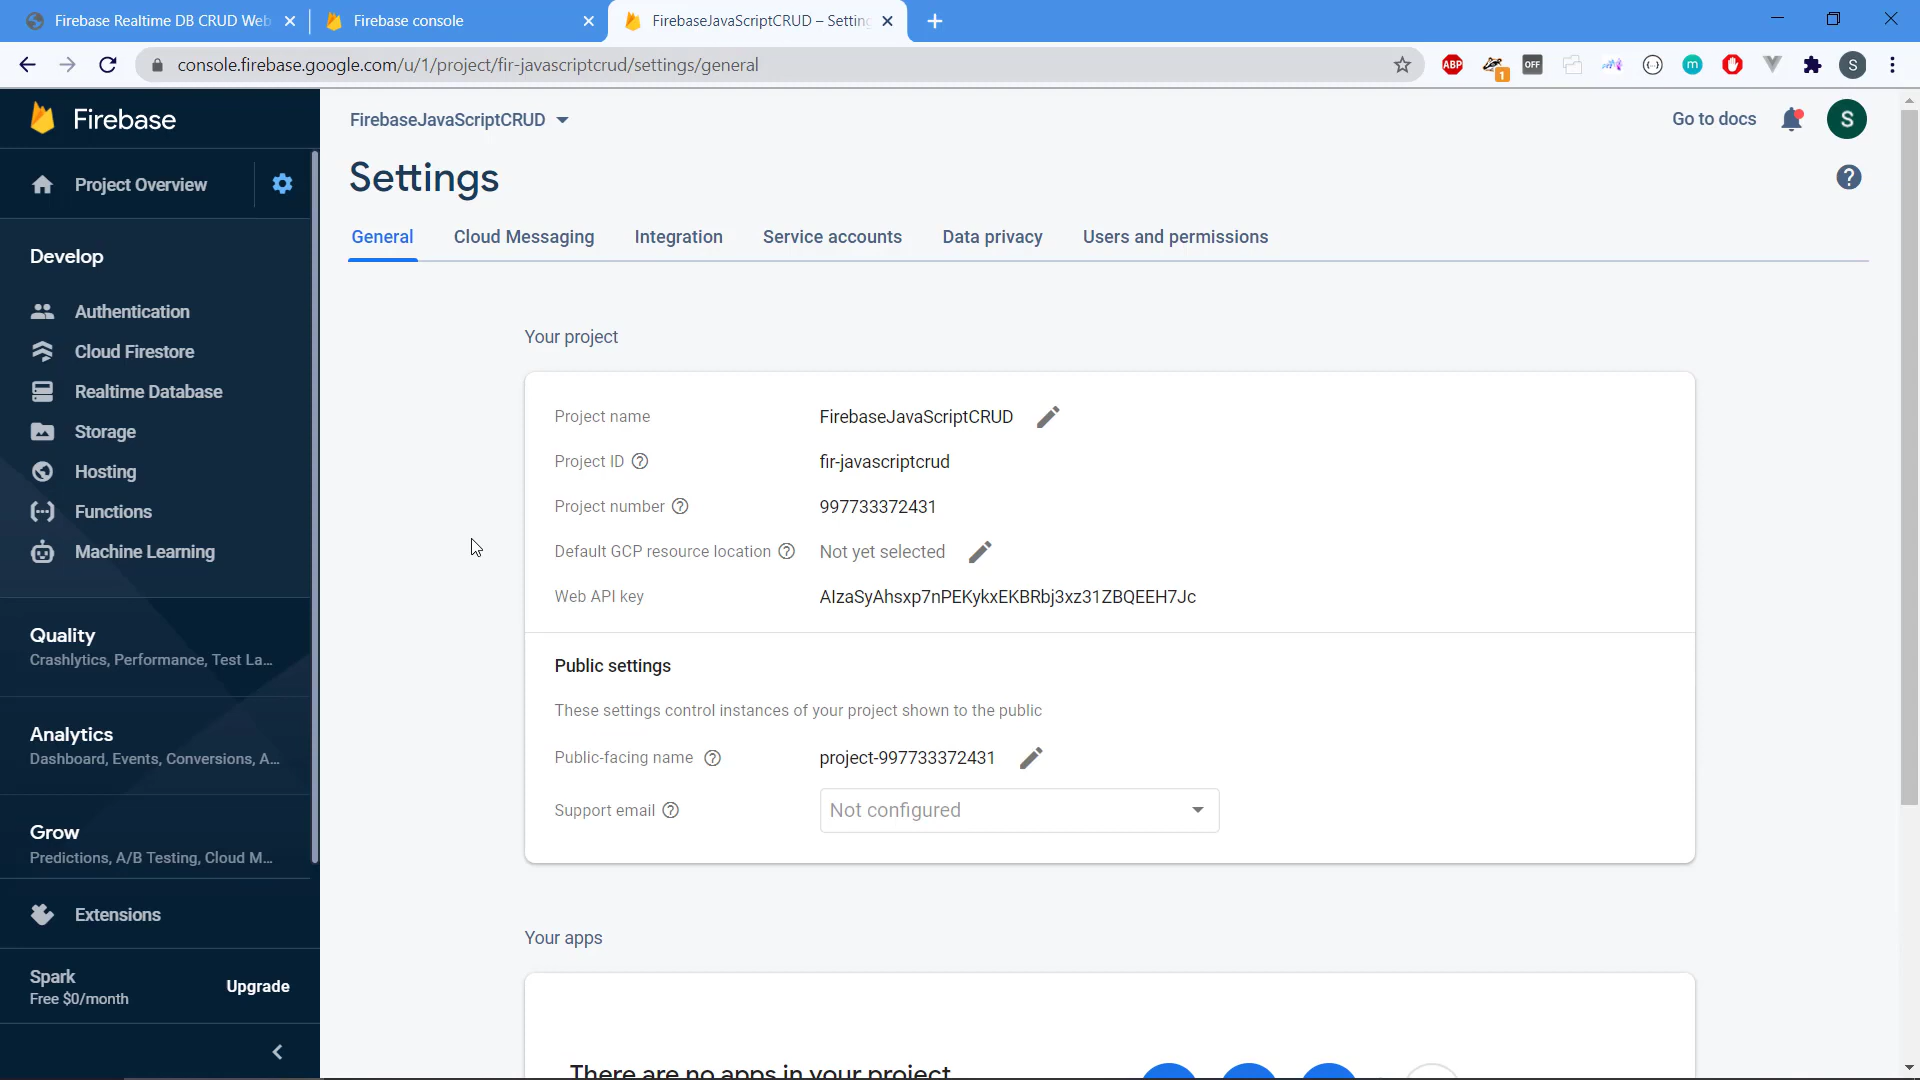 Firebase Realtime DB CRUD Web
Firebase console
FirebaseJavaScriptCRUD – Settin
console.firebase.google.com/u/1/project/fir-javascriptcrud/settings/general
ABP
1
OFF
m
S
Firebase
Project Overview
Develop
Authentication
Cloud Firestore
Realtime Database
Storage
Hosting
Functions
Machine Learning
Quality
Crashlytics, Performance, Test La...
Analytics
Dashboard, Events, Conversions, A...
Grow
Predictions, A/B Testing, Cloud M...
Extensions
Spark
Free $0/month
Upgrade
FirebaseJavaScriptCRUD
Go to docs
S
Settings
General
Cloud Messaging
Integration
Service accounts
Data privacy
Users and permissions
Your project
Project name
FirebaseJavaScriptCRUD
Project ID
fir-javascriptcrud
Project number
997733372431
Default GCP resource location
Not yet selected
Web API key
AIzaSyAhsxp7nPEKykxEKBRbj3xz31ZBQEEH7Jc
Public settings
These settings control instances of your project shown to the public
Public-facing name
project-997733372431
Support email
Not configured
Your apps
There are no apps in your project